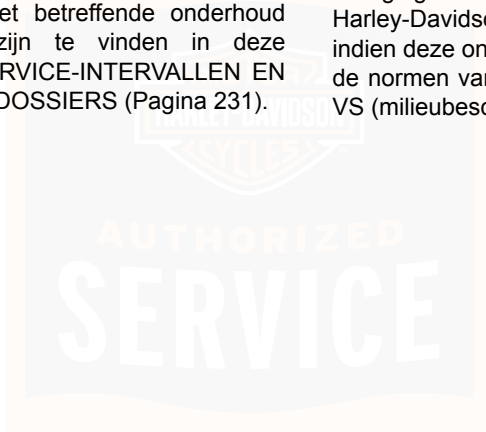 et betreffende onderhoud
zijn te vinden in deze
RVICE-INTERVALLEN EN
DOSSIERS (Pagina 231).
Harley-Davids
indien deze on
de normen van
VS (milieubesc
HARLEY-DAVIDSON
CYCLES
AUTHORIZED
SERVICE